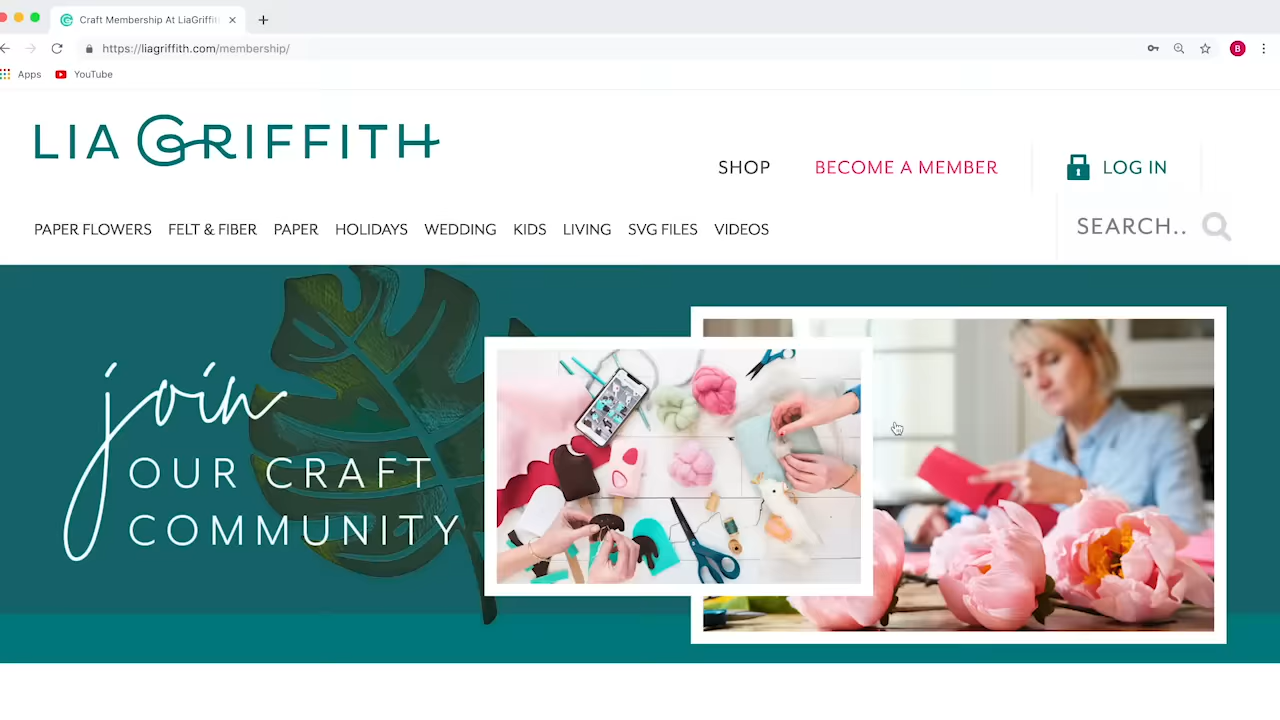 Craft Membership At LiaGriffit
https://liagriffith.com/membership/
B
Apps
YouTube
LIA GRIFFITH
SHOP
BECOME A MEMBER
LOG IN
PAPER FLOWERS
FELT & FIBER
PAPER
HOLIDAYS
WEDDING
KIDS
LIVING
SVG FILES
VIDEOS
SEARCH..
join
OUR CRAFT
COMMUNITY